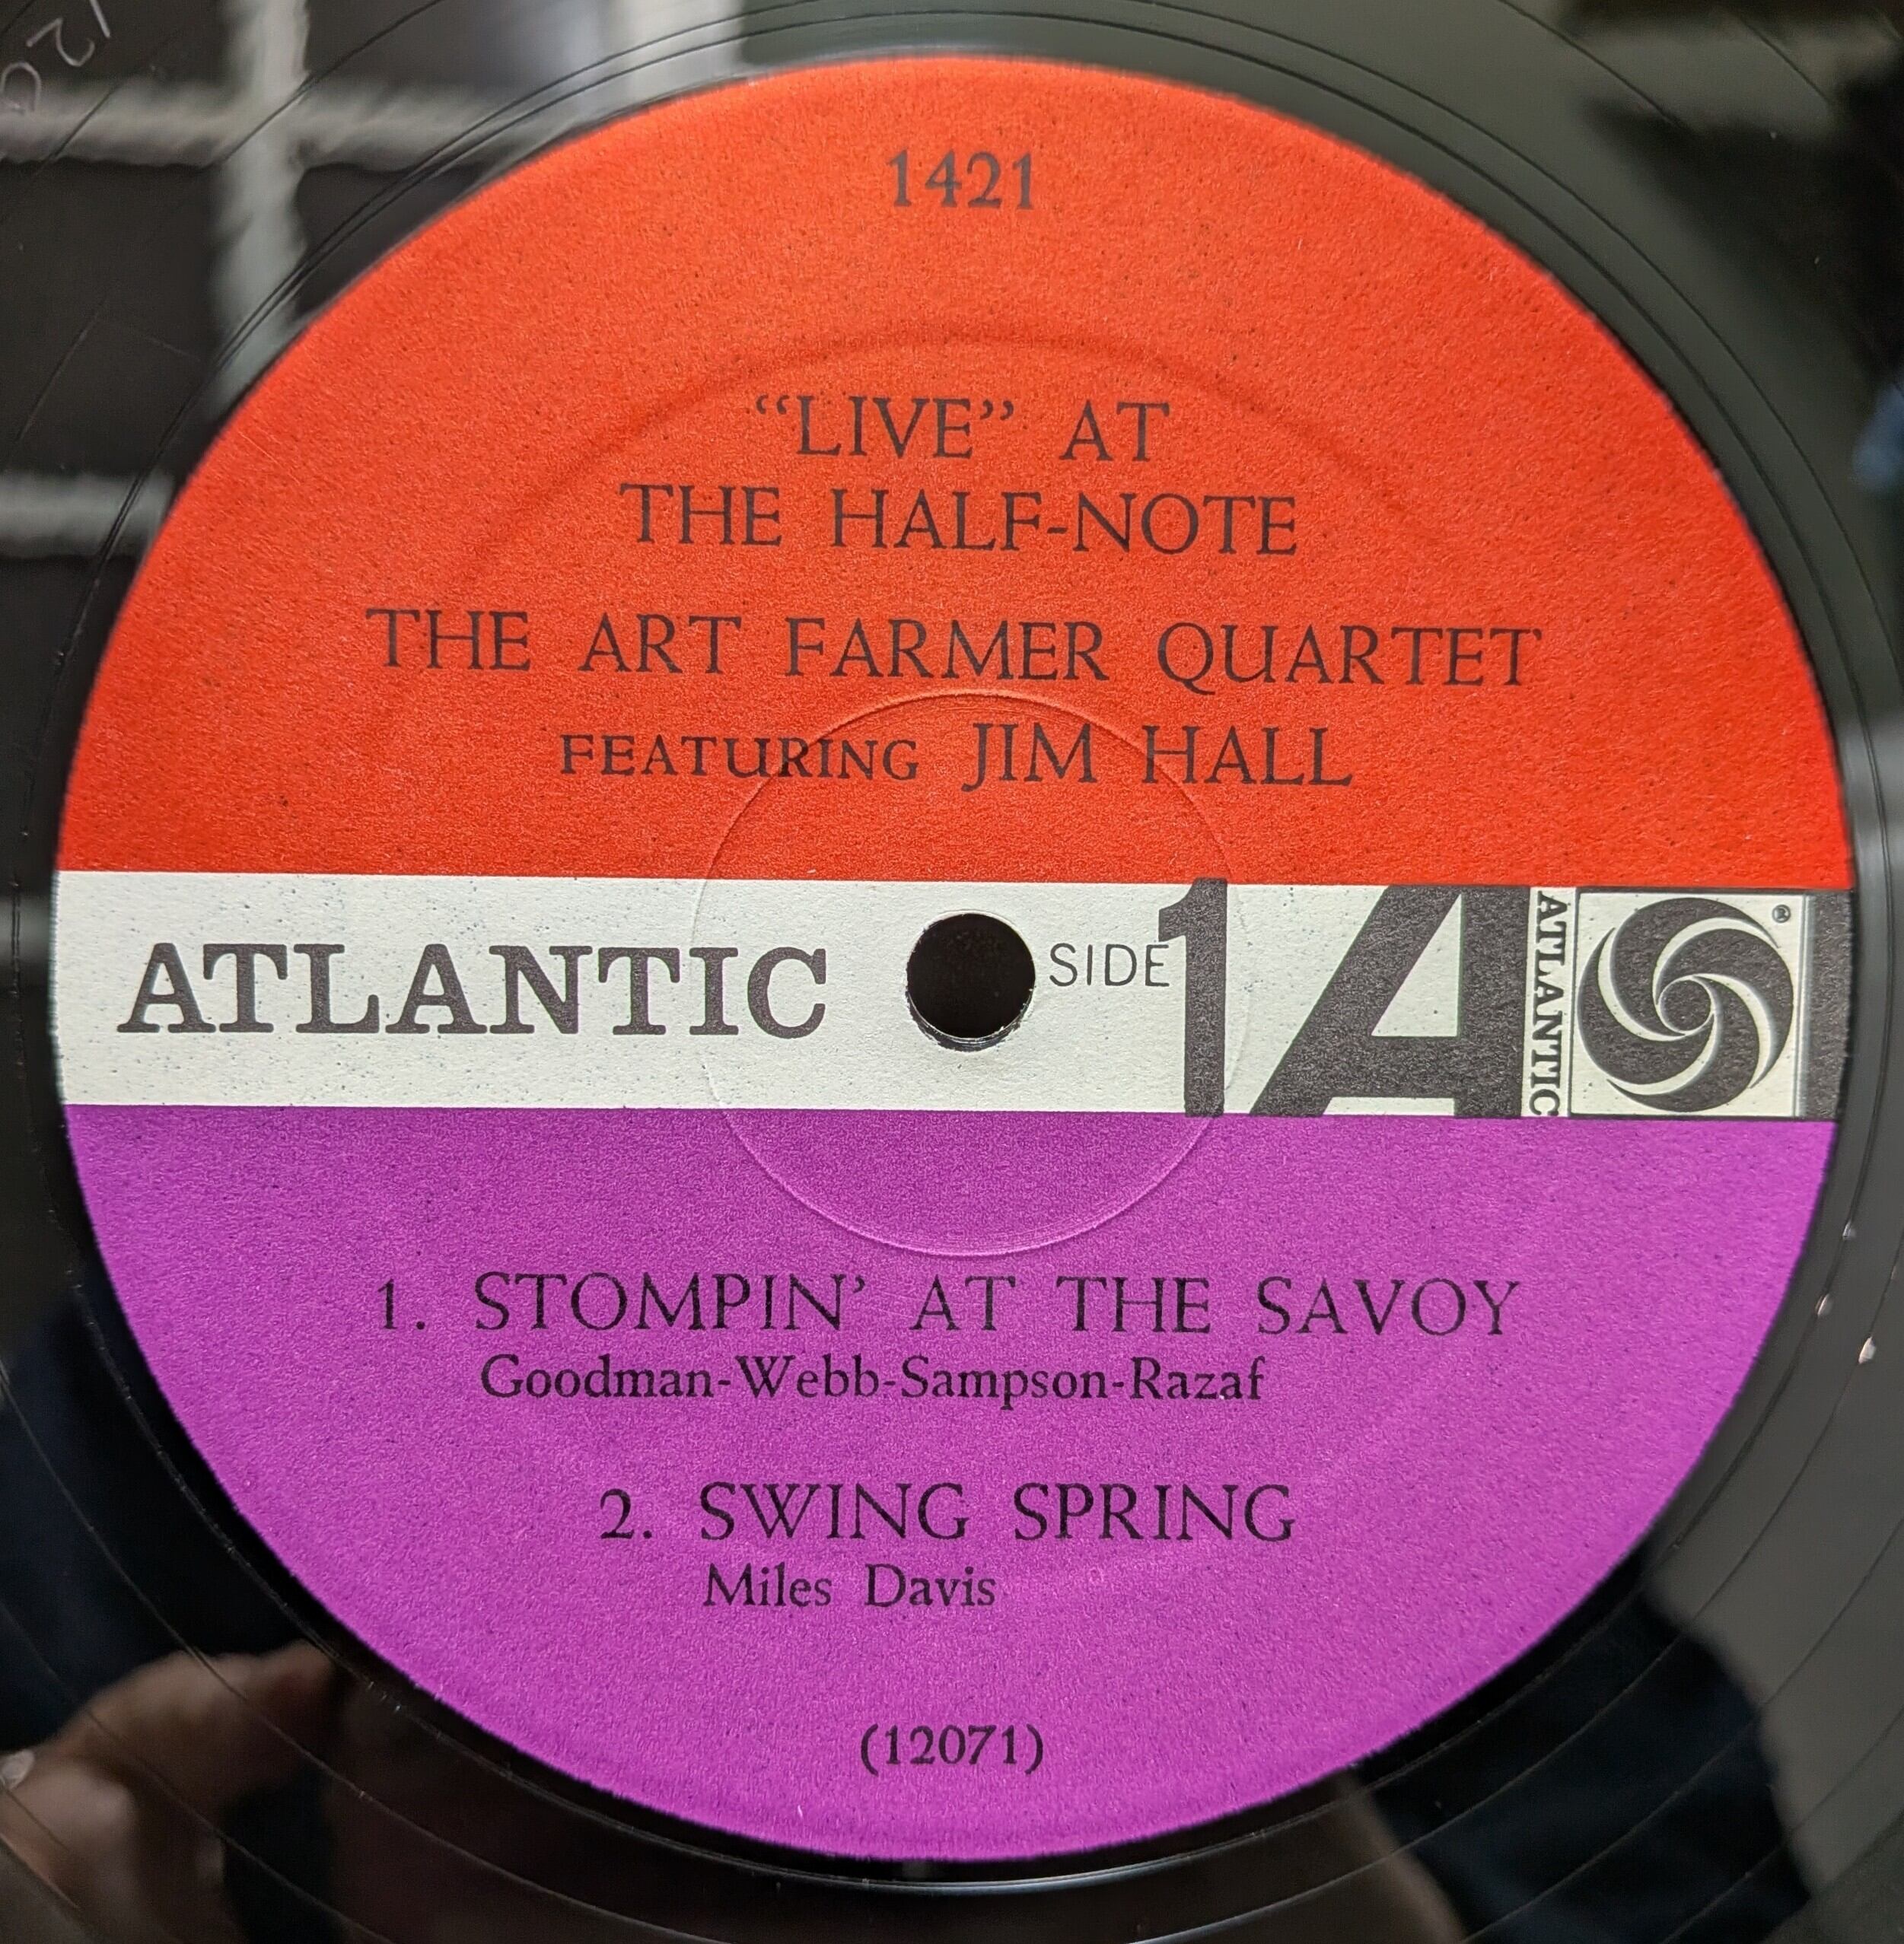 1421
“LIVE” AT
THE HALF-NOTE
THE ART FARMER QUARTET
FEATURING JIM HALL
ATLANTIC SIDE 1 A ATLANTIC ®
1. STOMPIN’ AT THE SAVOY
Goodman-Webb-Sampson-Razaf
2. SWING SPRING
Miles Davis
(12071)